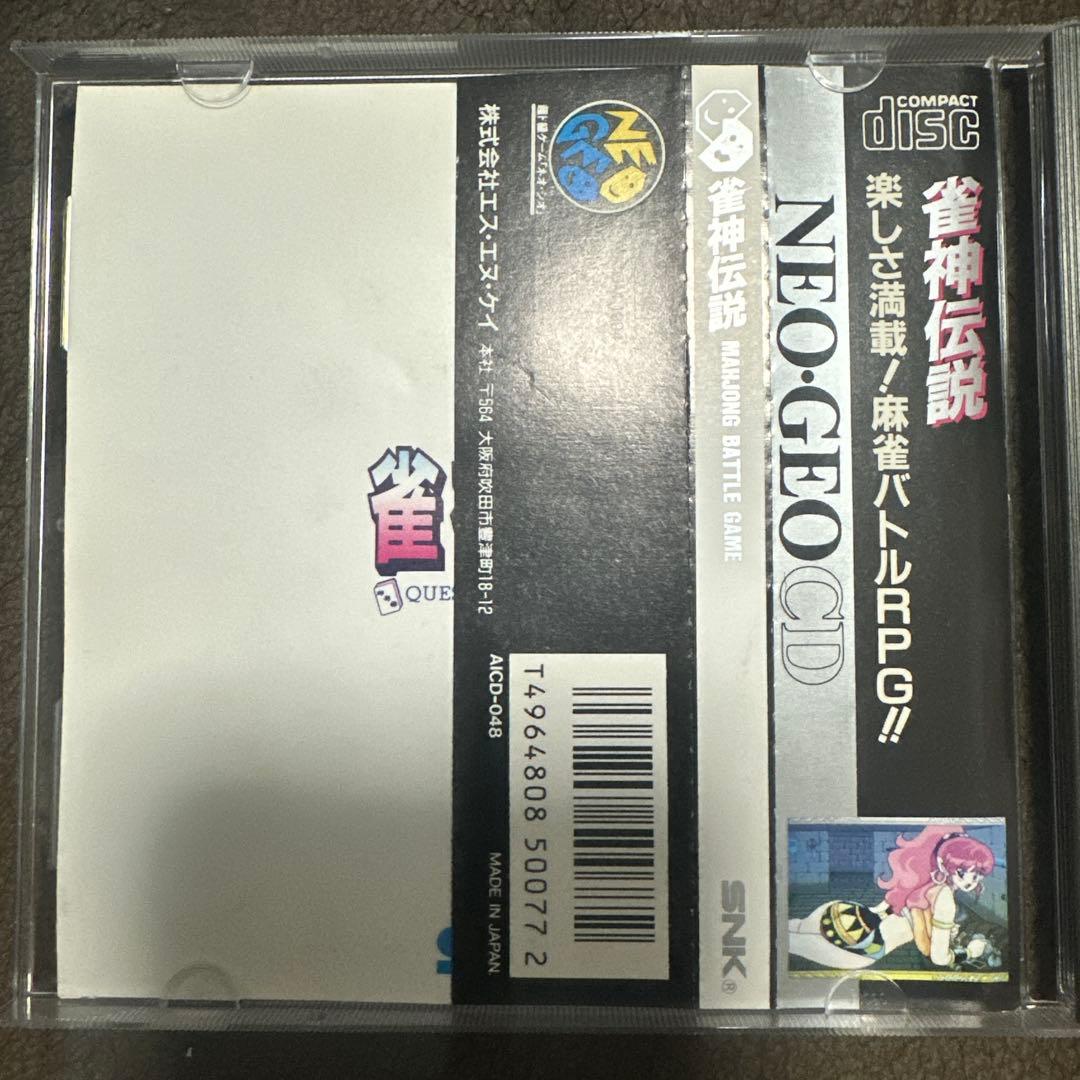 COMPACT
disc
雀神伝説
楽しさ満載！麻雀バトルRPG!!
NEO•GEO CD
雀神伝説 MAHJONG BATTLE GAME
SNK®
NEO
GEO
株式会社エス・エヌ・ケイ 本社 〒564 大阪府吹田市豊津町18-12
AICD-048
MADE IN JAPAN
T4964808 50077 2
雀
QUES